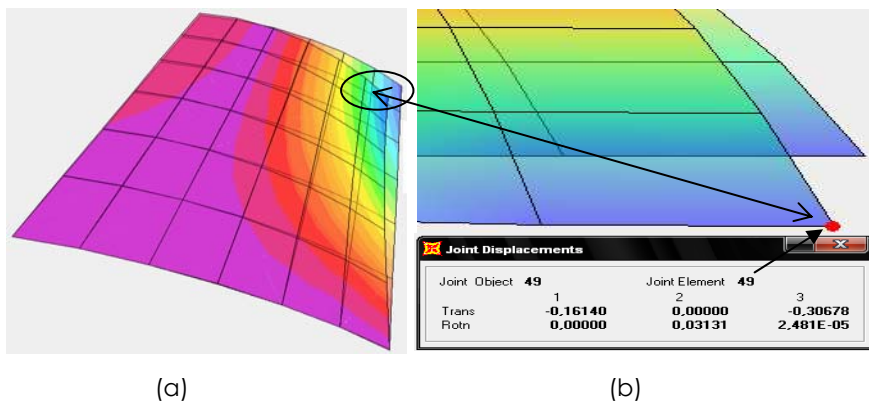 Joint Displacements
Joint Object 49 Joint Element 49
1 2 3
Trans -0,16140 0,00000 -0,30678
Rotn 0,00000 0,03131 2,481E-05
(a) (b)